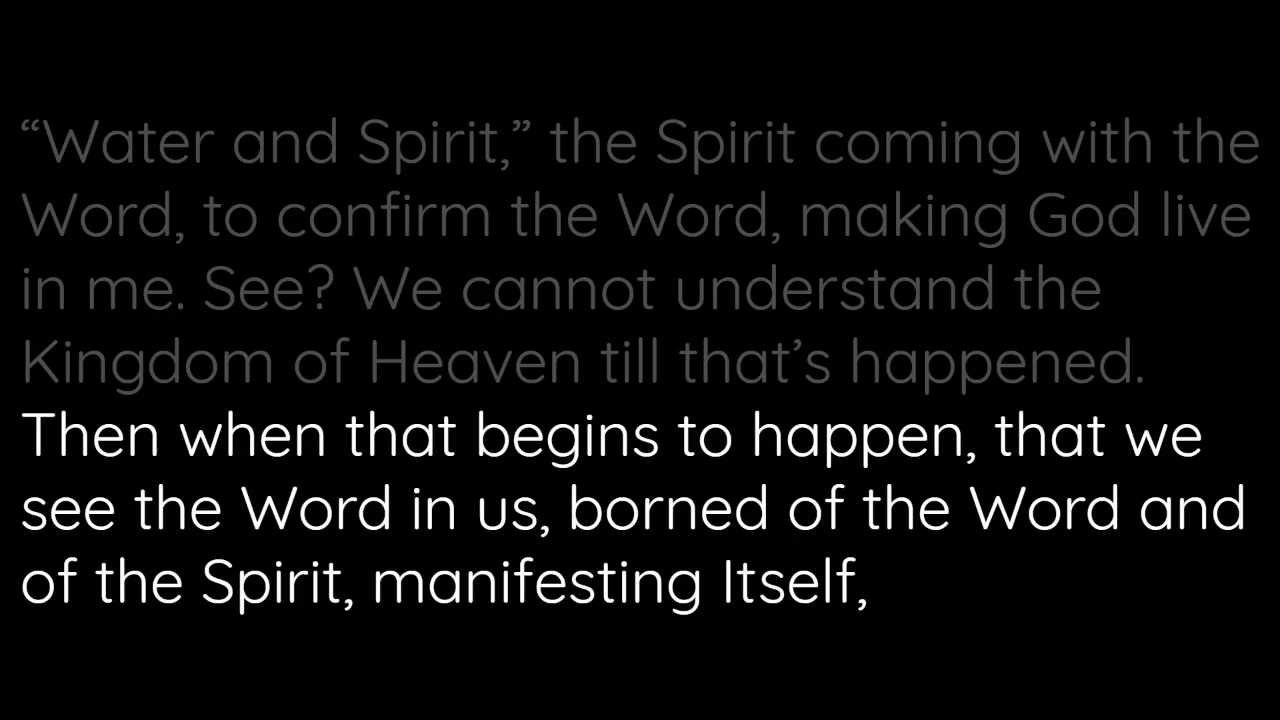 “Water and Spirit,” the Spirit coming with the
Word, to confirm the Word, making God live
in me. See? We cannot understand the
Kingdom of Heaven till that’s happened.
Then when that begins to happen, that we
see the Word in us, borned of the Word and
of the Spirit, manifesting Itself,